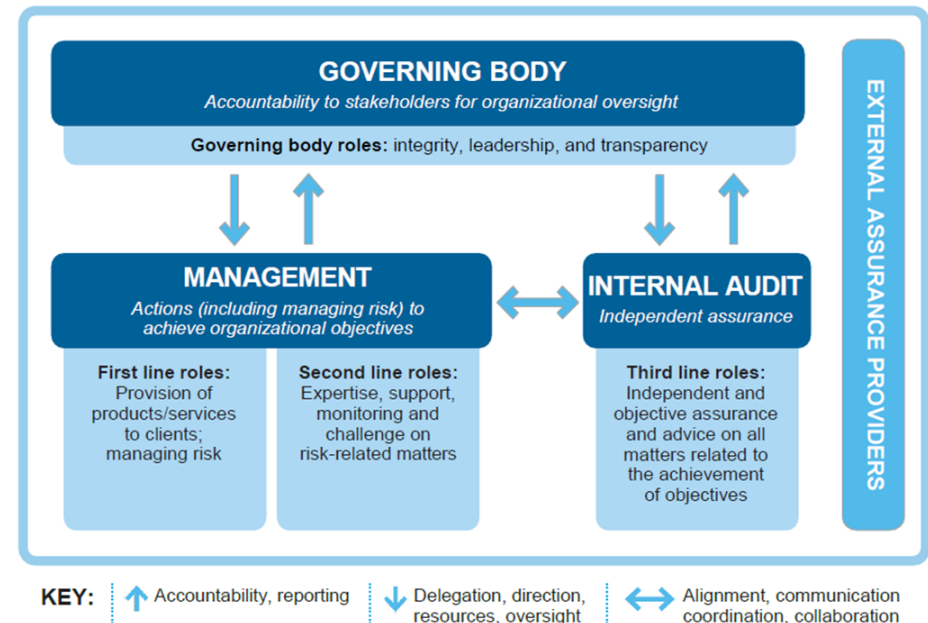 GOVERNING BODY
Accountability to stakeholders for organizational oversight
Governing body roles: integrity, leadership, and transparency
MANAGEMENT
Actions (including managing risk) to
achieve organizational objectives
First line roles:
Provision of
products/services
to clients;
managing risk
Second line roles:
Expertise, support,
monitoring and
challenge on
risk-related matters
INTERNAL AUDIT
Independent assurance
Third line roles:
Independent and
objective assurance
and advice on all
matters related to
the achievement
of objectives
EXTERNAL ASSURANCE PROVIDERS
KEY:
Accountability, reporting
Delegation, direction,
resources, oversight
Alignment, communication
coordination, collaboration